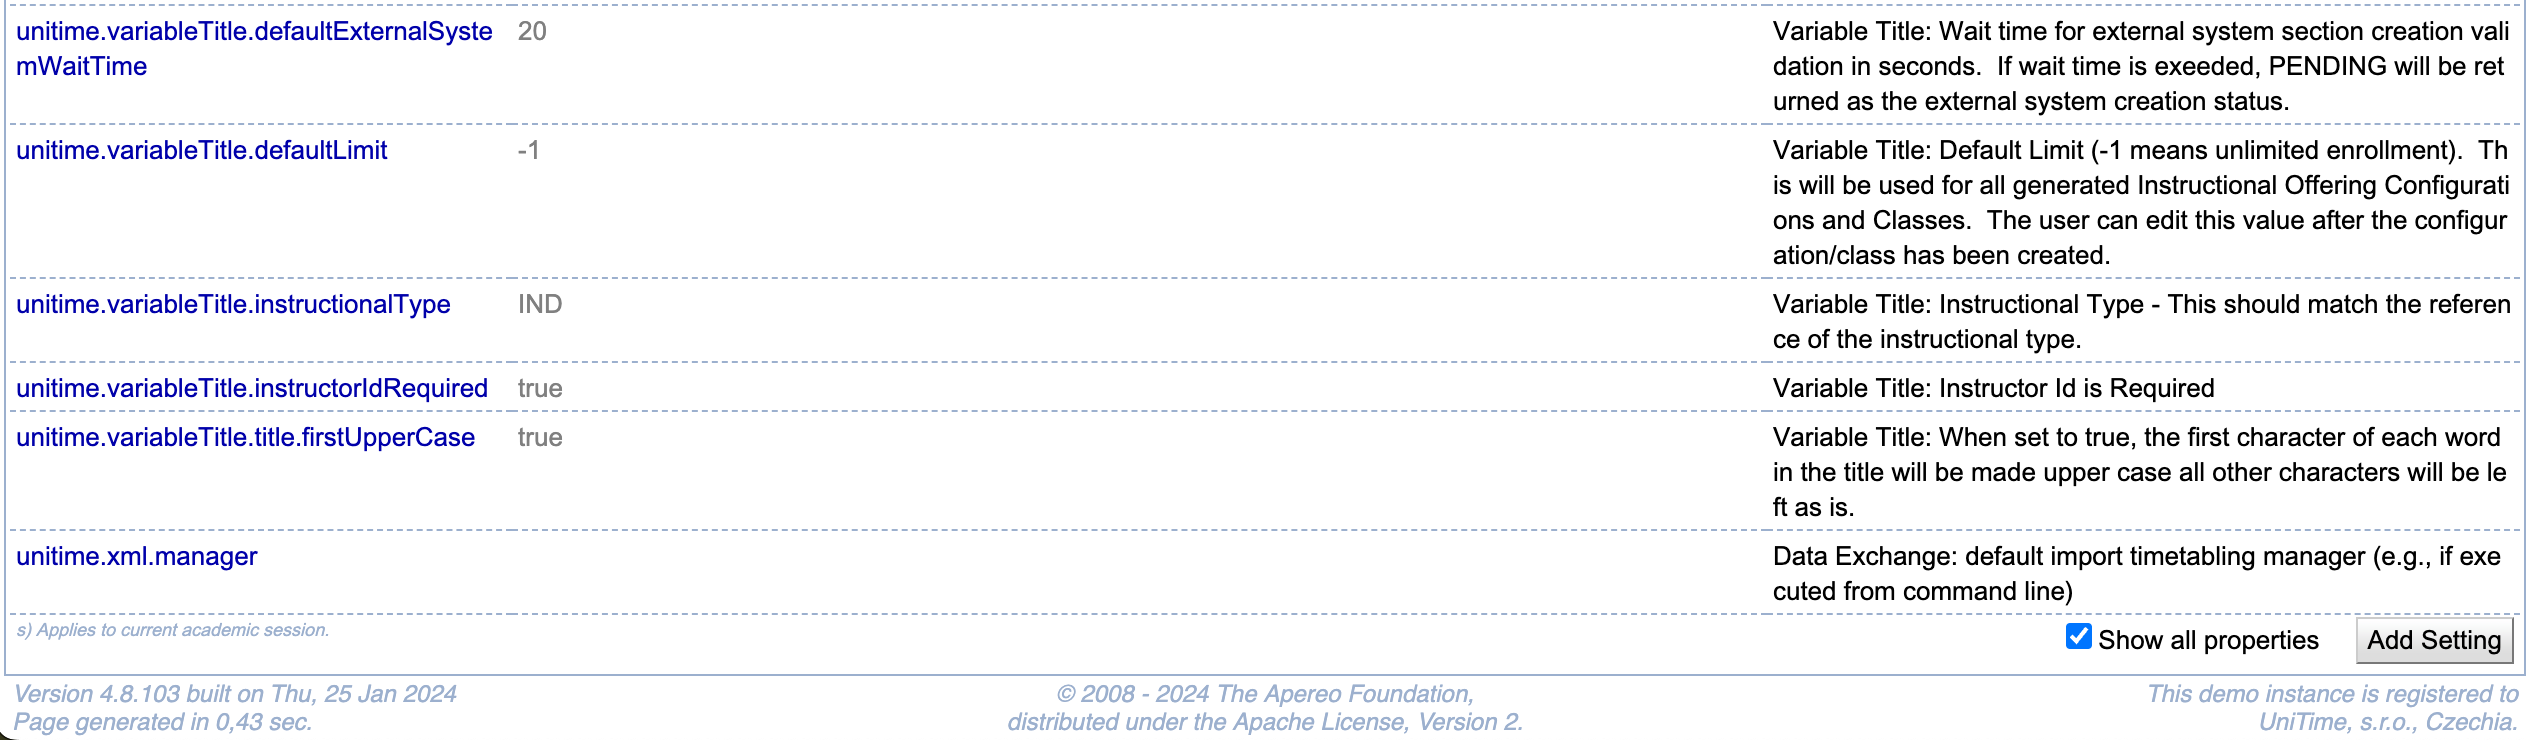 unitime.variableTitle.defaultExternalSyste 20 Variable Title: Wait time for external system section creation vali
mWaitTime dation in seconds.  If wait time is exeeded, PENDING will be ret
urned as the external system creation status.
unitime.variableTitle.defaultLimit -1 Variable Title: Default Limit (-1 means unlimited enrollment).  Th
is will be used for all generated Instructional Offering Configurati
ons and Classes.  The user can edit this value after the configur
ation/class has been created.
unitime.variableTitle.instructionalType IND Variable Title: Instructional Type - This should match the referen
ce of the instructional type.
unitime.variableTitle.instructorIdRequired true Variable Title: Instructor Id is Required
unitime.variableTitle.title.firstUpperCase true Variable Title: When set to true, the first character of each word
in the title will be made upper case all other characters will be le
ft as is.
unitime.xml.manager Data Exchange: default import timetabling manager (e.g., if exe
cuted from command line)
s) Applies to current academic session. Show all properties Add Setting
Version 4.8.103 built on Thu, 25 Jan 2024 © 2008 - 2024 The Apereo Foundation, This demo instance is registered to
Page generated in 0,43 sec. distributed under the Apache License, Version 2. UniTime, s.r.o., Czechia.